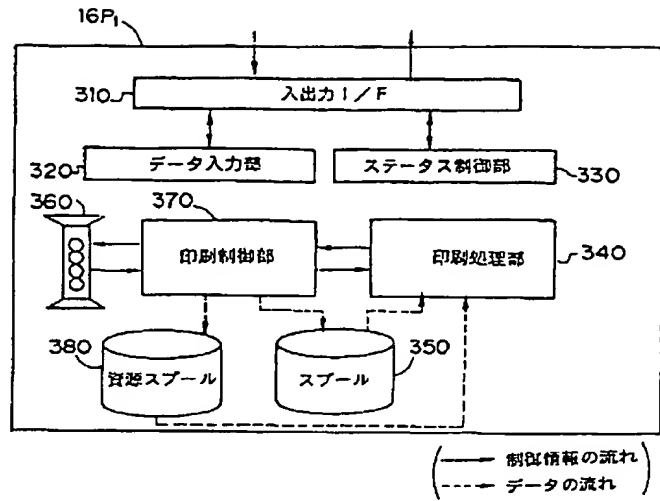 16P₁
310
入出力I/F
320
データ入力部
ステータス制御部
330
360
370
印刷制御部
印刷処理部
340
380
資源スプール
スプール
350
制御情報の流れ
データの流れ